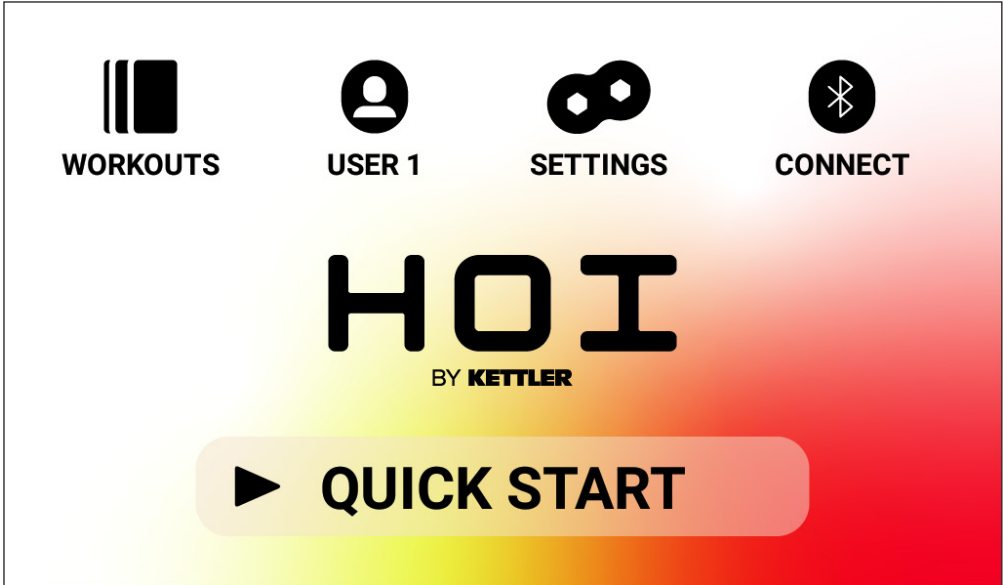 WORKOUTS USER 1 SETTINGS CONNECT
HOI
BY KETTLER
QUICK START